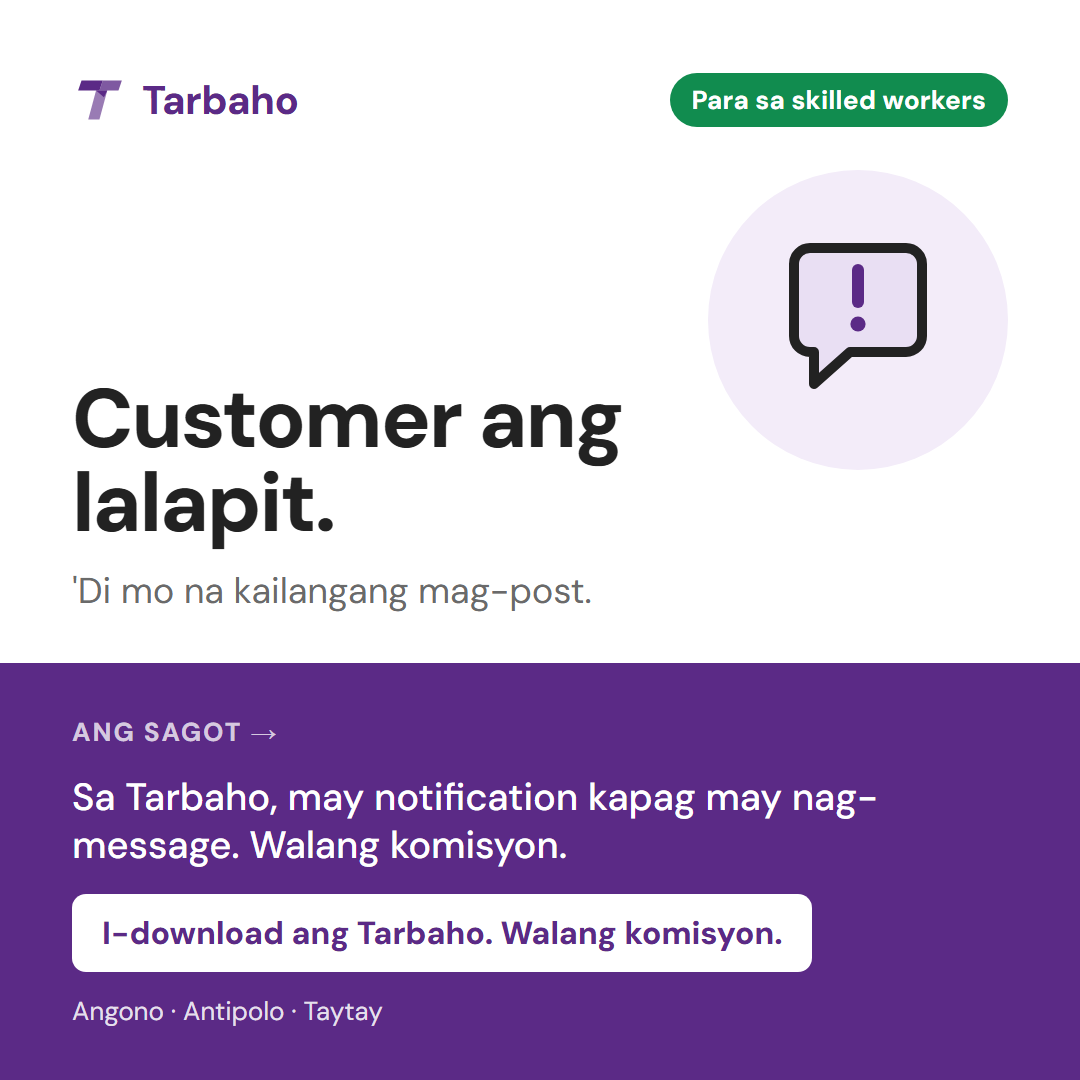 Tarbaho
Para sa skilled workers
Customer ang
lalapit.
'Di mo na kailangang mag-post.
ANG SAGOT →
Sa Tarbaho, may notification kapag may nag-
message. Walang komisyon.
I-download ang Tarbaho. Walang komisyon.
Angono · Antipolo · Taytay